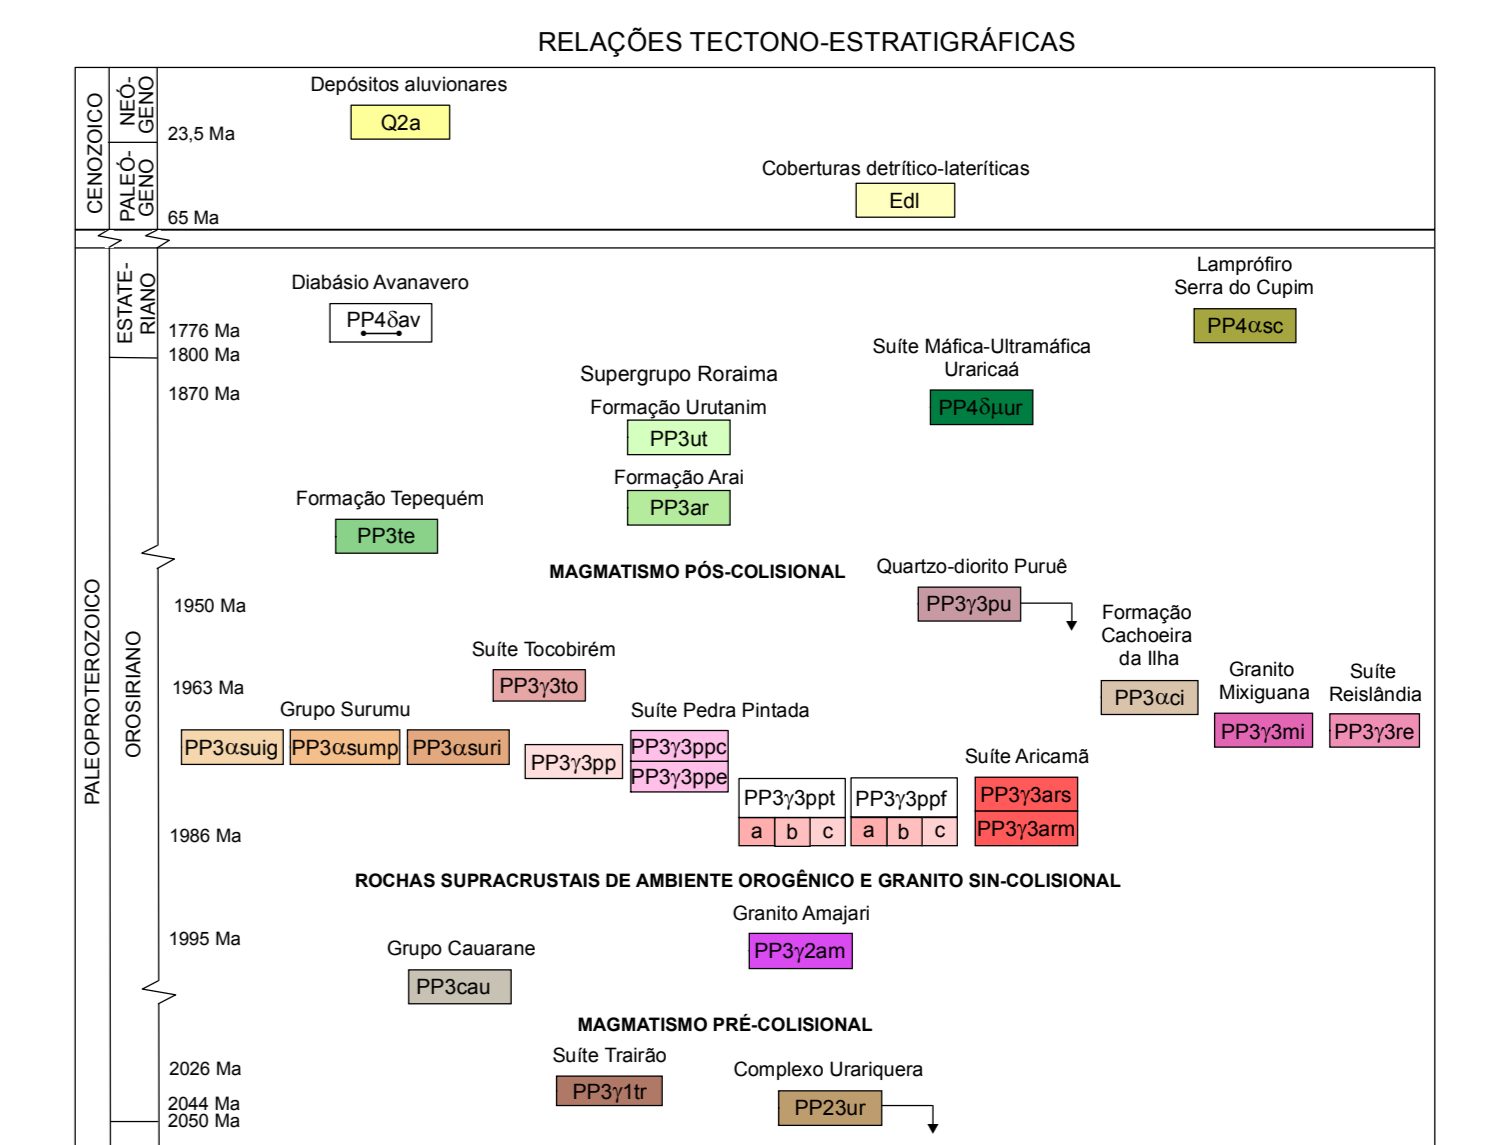 RELAÇÕES TECTONO-ESTRATIGRÁFICAS
CENOZOICO
NEÓ-
GENO
PALEÓ-
GENO
23,5 Ma
65 Ma
Depósitos aluvionares
Q2a
Coberturas detrítico-lateríticas
Edl
PALEOPROTEROZOICO
ESTATE-
RIANO
OROSIRIANO
1776 Ma
1800 Ma
1870 Ma
1950 Ma
1963 Ma
1986 Ma
1995 Ma
2026 Ma
2044 Ma
2050 Ma
Diabásio Avanavero
PP4δav
Lamprófiro
Serra do Cupim
PP4αsc
Suíte Máfica-Ultramáfica
Uraricaá
PP4δμur
Supergrupo Roraima
Formação Urutanim
PP3ut
Formação Arai
PP3ar
Formação Tepequém
PP3te
MAGMATISMO PÓS-COLISIONAL
Quartzo-diorito Puruê
PP3γ3pu
Formação
Cachoeira
da Ilha
PP3αci
Granito
Mixiguana
PP3γ3mi
Suíte
Reislândia
PP3γ3re
Suíte Tocobirém
PP3γ3to
Grupo Surumu
PP3αsuig
PP3αsump
PP3αsuri
Suíte Pedra Pintada
PP3γ3pp
PP3γ3ppc
PP3γ3ppe
PP3γ3ppt
a b c
PP3γ3ppf
a b c
Suíte Aricamã
PP3γ3ars
PP3γ3arm
ROCHAS SUPRACRUSTAIS DE AMBIENTE OROGÊNICO E GRANITO SIN-COLISIONAL
Granito Amajari
PP3γ2am
Grupo Cauarane
PP3cau
MAGMATISMO PRÉ-COLISIONAL
Suíte Trairão
PP3γ1tr
Complexo Urariquera
PP23ur